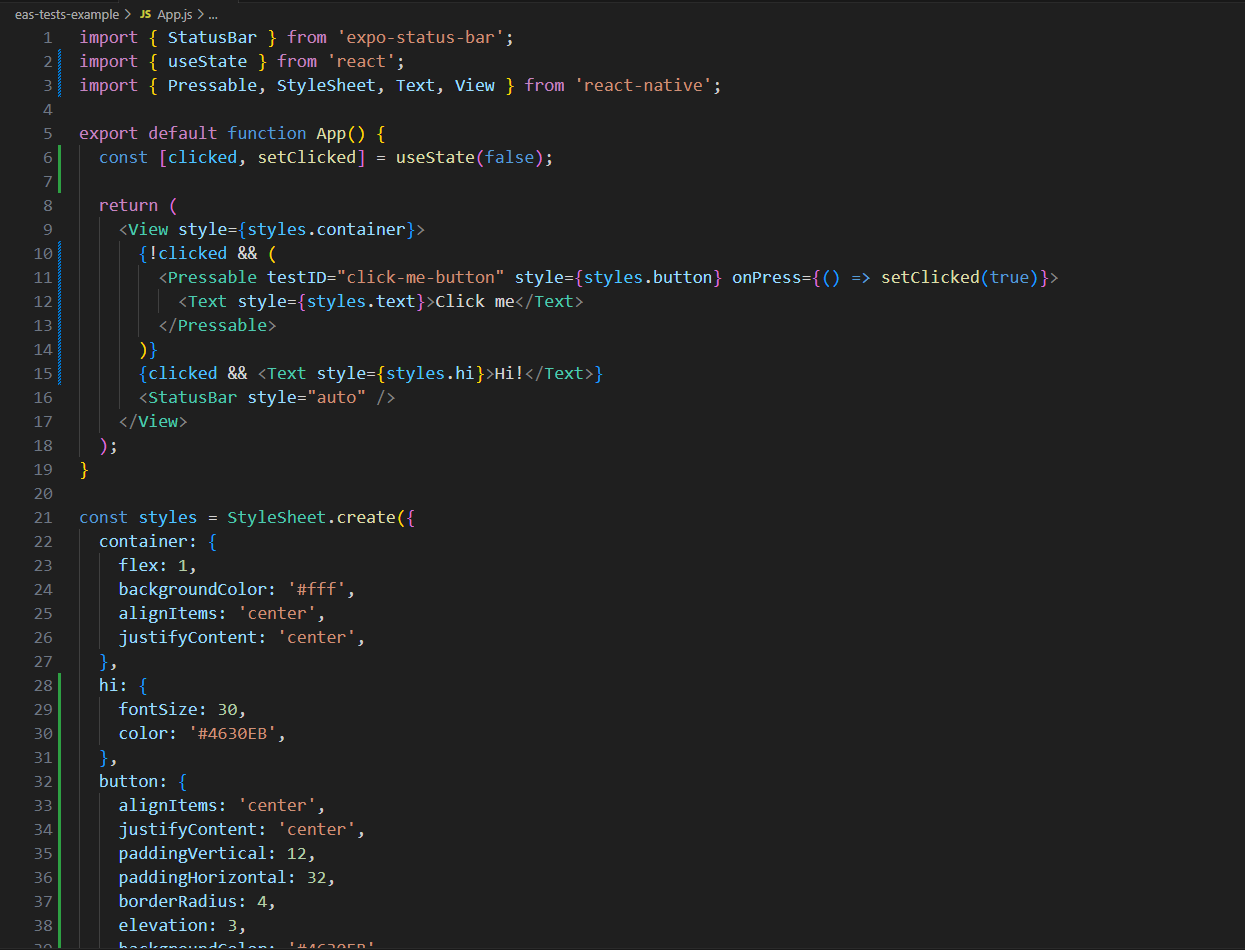 eas-tests-example > JS App.js > ...
1 import { StatusBar } from 'expo-status-bar';
2 import { useState } from 'react';
3 import { Pressable, StyleSheet, Text, View } from 'react-native';
4
5 export default function App() {
6   const [clicked, setClicked] = useState(false);
7
8   return (
9     <View style={styles.container}>
10       {!clicked && (
11         <Pressable testID="click-me-button" style={styles.button} onPress={() => setClicked(true)}>
12           <Text style={styles.text}>Click me</Text>
13         </Pressable>
14       )}
15       {clicked && <Text style={styles.hi}>Hi!</Text>}
16       <StatusBar style="auto" />
17     </View>
18   );
19 }
20
21 const styles = StyleSheet.create({
22   container: {
23     flex: 1,
24     backgroundColor: '#fff',
25     alignItems: 'center',
26     justifyContent: 'center',
27   },
28   hi: {
29     fontSize: 30,
30     color: '#4630EB',
31   },
32   button: {
33     alignItems: 'center',
34     justifyContent: 'center',
35     paddingVertical: 12,
36     paddingHorizontal: 32,
37     borderRadius: 4,
38     elevation: 3,
39     backgroundColor: '#4630EB'